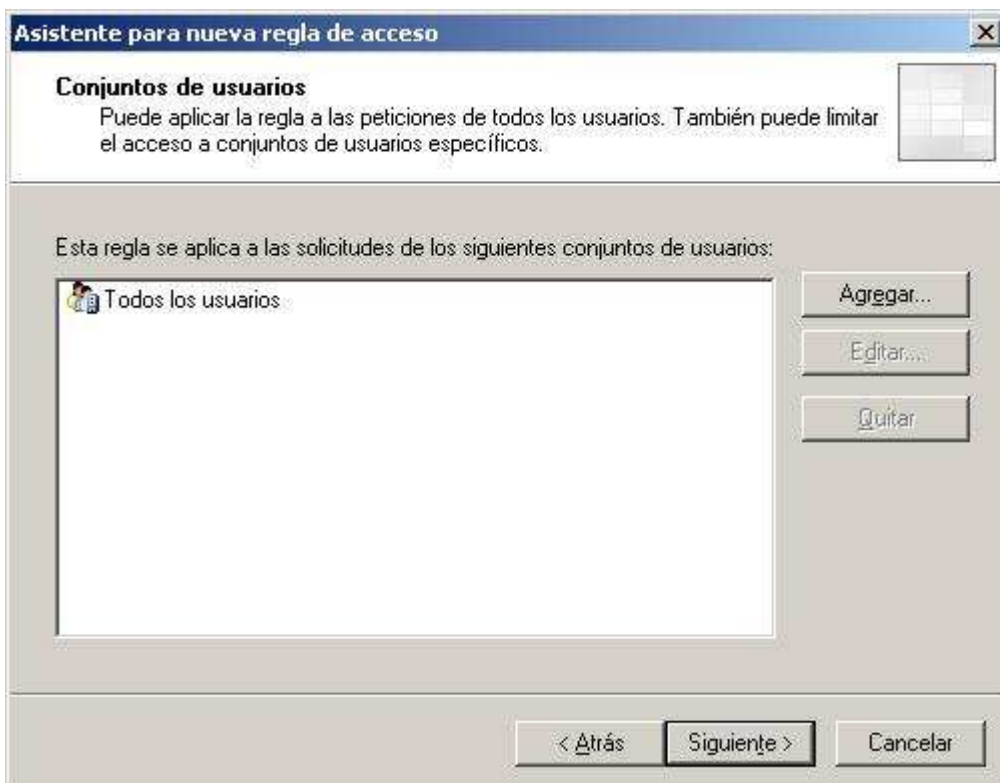 Asistente para nueva regla de acceso
Conjuntos de usuarios
Puede aplicar la regla a las peticiones de todos los usuarios. También puede limitar
el acceso a conjuntos de usuarios específicos.
Esta regla se aplica a las solicitudes de los siguientes conjuntos de usuarios:
Todos los usuarios
Agregar...
Editar...
Quitar
< Atrás
Siguiente >
Cancelar